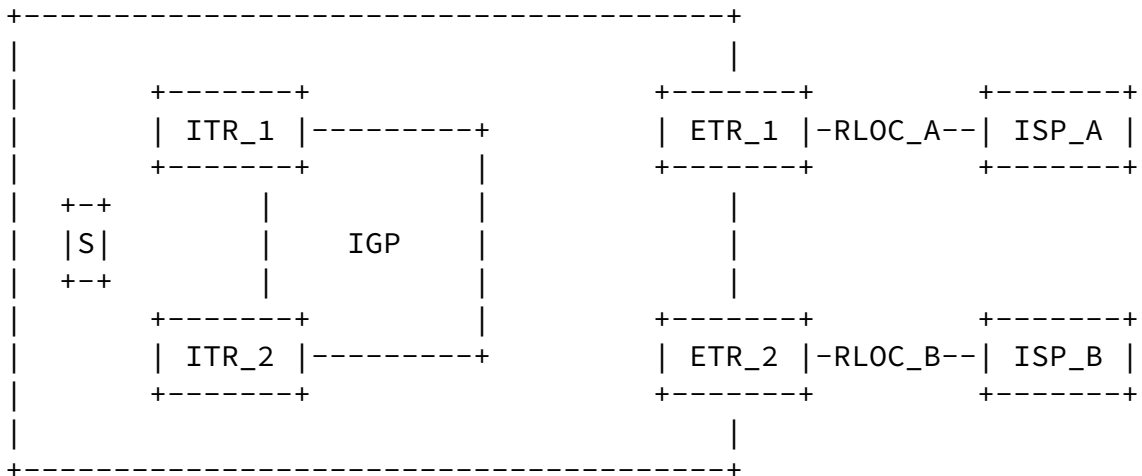 ITR_1 ETR_1 RLOC_A ISP_A
S IGP
ITR_2 ETR_2 RLOC_B ISP_B